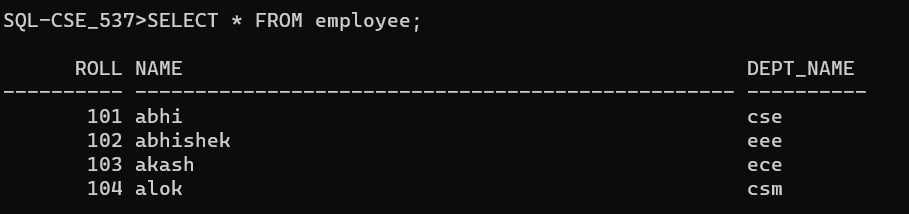 SQL-CSE_537>SELECT * FROM employee;
ROLL NAME DEPT_NAME
---------- -------------------------------------------------- ----------
101 abhi cse
102 abhishek eee
103 akash ece
104 alok csm